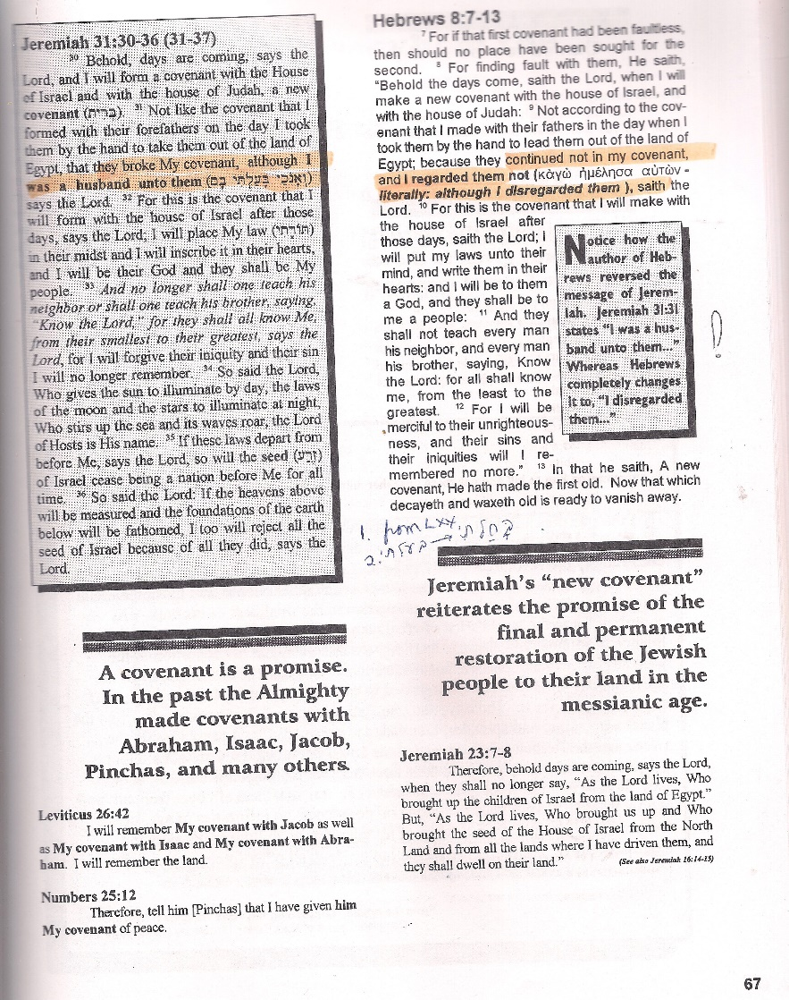 Jeremiah 31:30-36 (31-37)
30 Behold, days are coming, says the
Lord, and I will form a covenant with the House
of Israel and with the house of Judah, a new
covenant (ברית). 31 Not like the covenant that I
formed with their forefathers on the day I took
them by the hand to take them out of the land of
Egypt, that they broke My covenant, although I
was a husband unto them (ואנכי בעלתי בם)
says the Lord. 32 For this is the covenant that I
will form with the house of Israel after those
days, says the Lord; I will place My law (תורתי)
in their midst and I will inscribe it in their hearts,
and I will be their God and they shall be My
people. 33 And no longer shall one teach his
neighbor or shall one teach his brother, saying,
"Know the Lord," for they shall all know Me,
from their smallest to their greatest, says the
Lord, for I will forgive their iniquity and their sin
I will no longer remember. 34 So said the Lord,
Who gives the sun to illuminate by day, the laws
of the moon and the stars to illuminate at night,
Who stirs up the sea and its waves roar, the Lord
of Hosts is His name. 35 If these laws depart from
before Me, says the Lord, so will the seed (זרע)
of Israel cease being a nation before Me for all
time. 36 So said the Lord: If the heavens above
will be measured and the foundations of the earth
below will be fathomed, I too will reject all the
seed of Israel because of all they did, says the
Lord.
A covenant is a promise.
In the past the Almighty
made covenants with
Abraham, Isaac, Jacob,
Pinchas, and many others.
Leviticus 26:42
I will remember My covenant with Jacob as well
as My covenant with Isaac and My covenant with Abra-
ham. I will remember the land.
Numbers 25:12
Therefore, tell him [Pinchas] that I have given him
My covenant of peace.
Hebrews 8:7-13
7 For if that first covenant had been faultless,
then should no place have been sought for the
second. 8 For finding fault with them, He saith,
"Behold the days come, saith the Lord, when I will
make a new covenant with the house of Israel, and
with the house of Judah: 9 Not according to the cov-
enant that I made with their fathers in the day when I
took them by the hand to lead them out of the land of
Egypt; because they continued not in my covenant,
and I regarded them not (κἀγὼ ἠμέλησα αὐτών -
literally: although I disregarded them ), saith the
Lord. 10 For this is the covenant that I will make with
the house of Israel after
those days, saith the Lord; I
will put my laws unto their
mind, and write them in their
hearts: and I will be to them
a God, and they shall be to
me a people: 11 And they
shall not teach every man
his neighbor, and every man
his brother, saying, Know
the Lord: for all shall know
me, from the least to the
greatest. 12 For I will be
merciful to their unrighteous-
ness, and their sins and
their iniquities will I re-
membered no more." 13 In that he saith, A new
covenant, He hath made the first old. Now that which
decayeth and waxeth old is ready to vanish away.
Notice how the
author of Heb-
rews reversed the
message of Jerem-
iah. Jeremiah 31:31
states "I was a hus-
band unto them..."
Whereas Hebrews
completely changes
it to, "I disregarded
them..."
!
1. from LXX
2.
Jeremiah's "new covenant"
reiterates the promise of the
final and permanent
restoration of the Jewish
people to their land in the
messianic age.
Jeremiah 23:7-8
Therefore, behold days are coming, says the Lord,
when they shall no longer say, "As the Lord lives, Who
brought up the children of Israel from the land of Egypt."
But, "As the Lord lives, Who brought us up and Who
brought the seed of the House of Israel from the North
Land and from all the lands where I have driven them, and
they shall dwell on their land."
(See also Jeremiah 16:14-15)
67